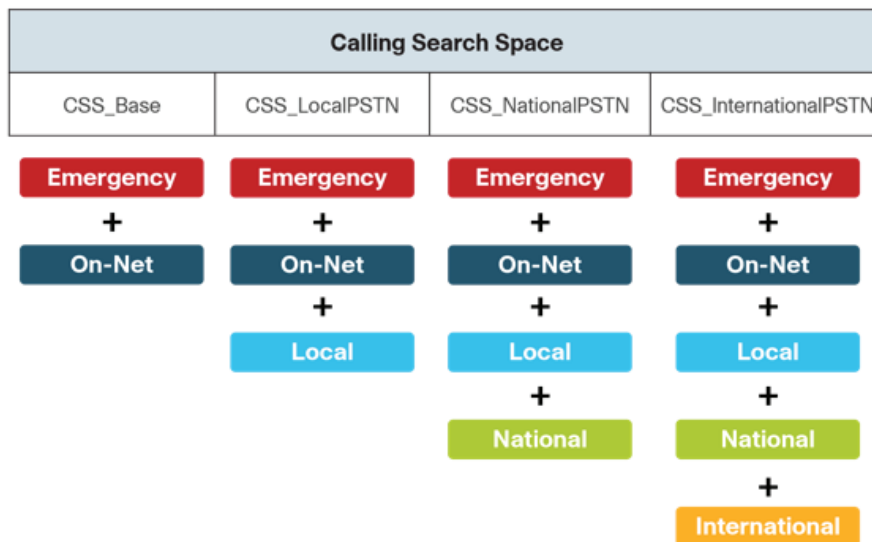 Calling Search Space
CSS_Base CSS_LocalPSTN CSS_NationalPSTN CSS_InternationalPSTN
Emergency Emergency Emergency Emergency
+ + + +
On-Net On-Net On-Net On-Net
+ + +
Local Local Local
+ +
National National
+
International